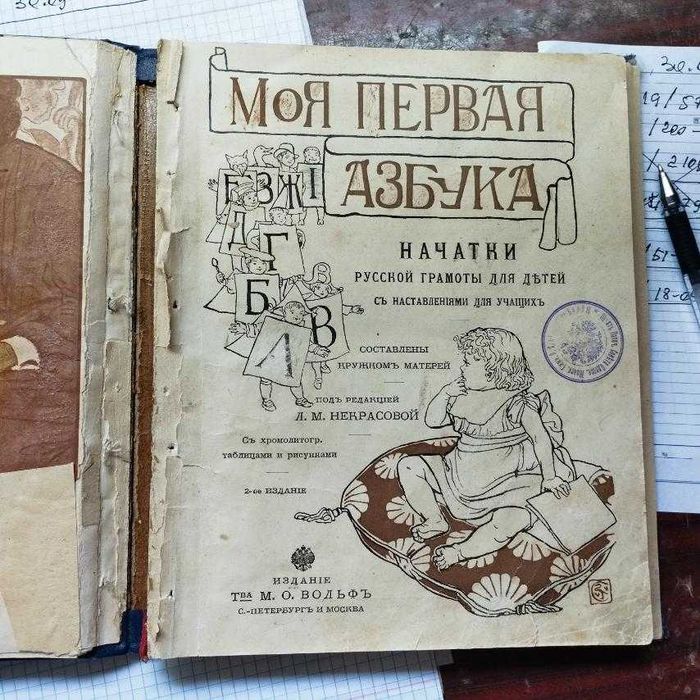 Моя первая
азбука
Е З Ж І
Д Г
Б В
А
Начатки
русской грамоты для дѣтей
съ наставленіями для учащихъ
Составлены
кружкомъ матерей
подъ редакціей
Л. М. Некрасовой
Съ хромолитогр.
таблицами и рисунками
2-ое изданіе
Изданіе
Тва М. О. Вольфъ
С.-Петербургъ и Москва